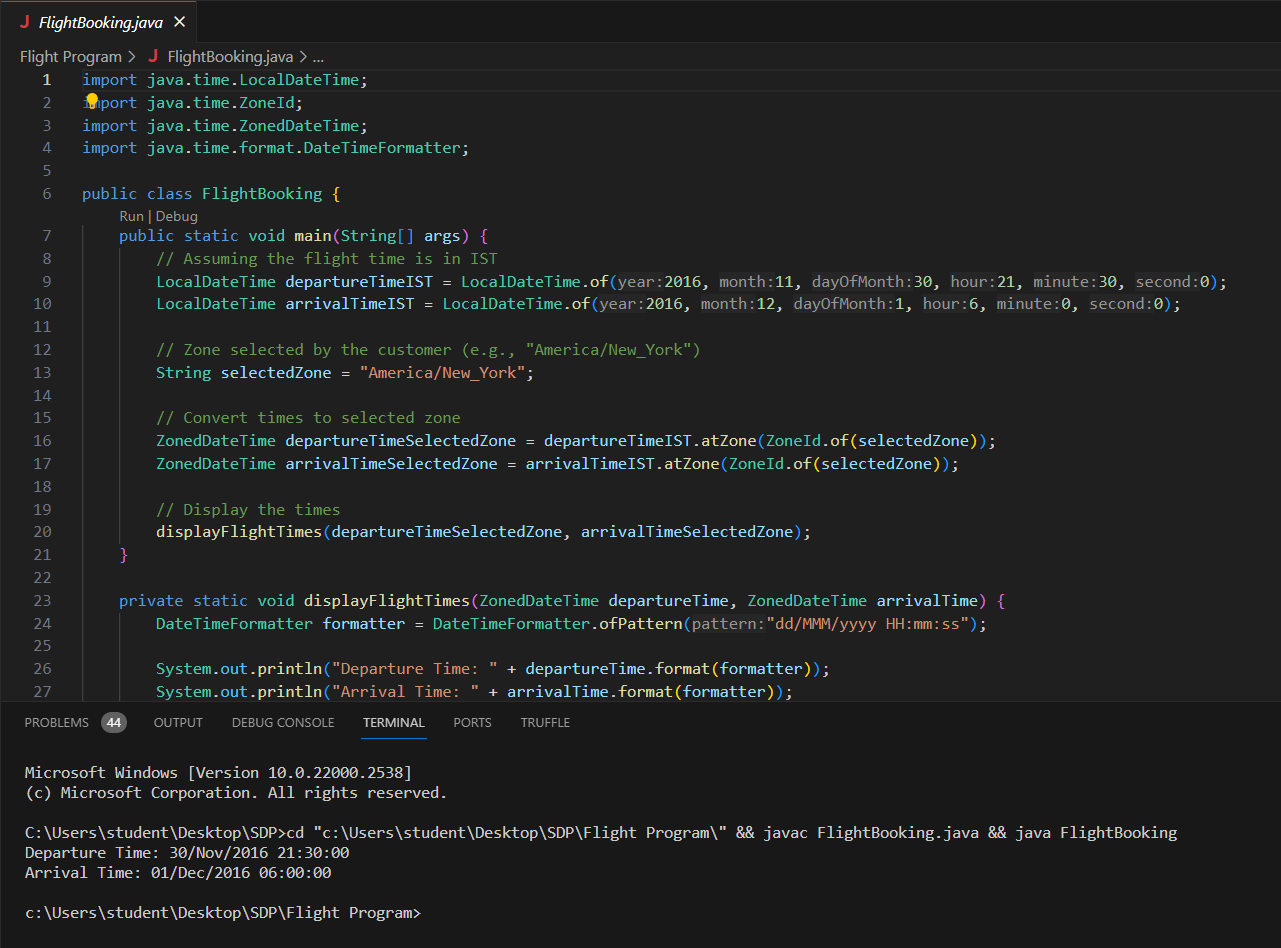 J FlightBooking.java ×
Flight Program > J FlightBooking.java > ...
1 import java.time.LocalDateTime;
2 import java.time.ZoneId;
3 import java.time.ZonedDateTime;
4 import java.time.format.DateTimeFormatter;
5
6 public class FlightBooking {
Run | Debug
7 public static void main(String[] args) {
8 // Assuming the flight time is in IST
9 LocalDateTime departureTimeIST = LocalDateTime.of(year:2016, month:11, dayOfMonth:30, hour:21, minute:30, second:0);
10 LocalDateTime arrivalTimeIST = LocalDateTime.of(year:2016, month:12, dayOfMonth:1, hour:6, minute:0, second:0);
11
12 // Zone selected by the customer (e.g., "America/New_York")
13 String selectedZone = "America/New_York";
14
15 // Convert times to selected zone
16 ZonedDateTime departureTimeSelectedZone = departureTimeIST.atZone(ZoneId.of(selectedZone));
17 ZonedDateTime arrivalTimeSelectedZone = arrivalTimeIST.atZone(ZoneId.of(selectedZone));
18
19 // Display the times
20 displayFlightTimes(departureTimeSelectedZone, arrivalTimeSelectedZone);
21 }
22
23 private static void displayFlightTimes(ZonedDateTime departureTime, ZonedDateTime arrivalTime) {
24 DateTimeFormatter formatter = DateTimeFormatter.ofPattern(pattern:"dd/MMM/yyyy HH:mm:ss");
25
26 System.out.println("Departure Time: " + departureTime.format(formatter));
27 System.out.println("Arrival Time: " + arrivalTime.format(formatter));
PROBLEMS 44 OUTPUT DEBUG CONSOLE TERMINAL PORTS TRUFFLE
Microsoft Windows [Version 10.0.22000.2538]
(c) Microsoft Corporation. All rights reserved.
C:\Users\student\Desktop\SDP>cd "c:\Users\student\Desktop\SDP\Flight Program\" && javac FlightBooking.java && java FlightBooking
Departure Time: 30/Nov/2016 21:30:00
Arrival Time: 01/Dec/2016 06:00:00
c:\Users\student\Desktop\SDP\Flight Program>